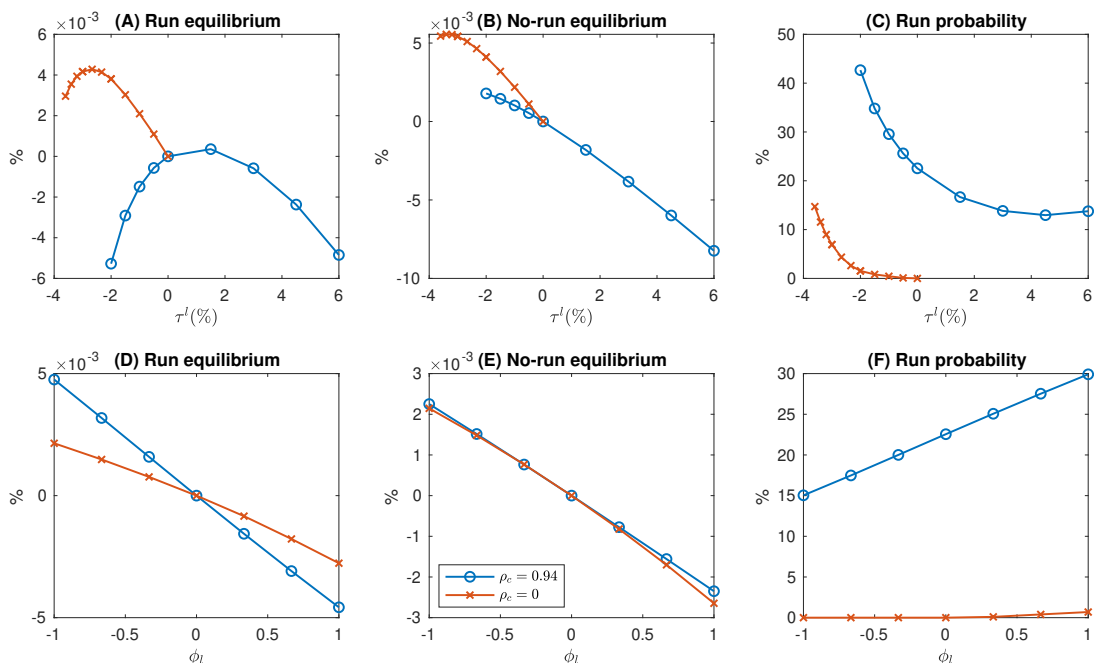 (A) Run equilibrium
×10⁻³
6
4
2
0
-2
-4
-6
%
-4 -2 0 2 4 6
τˡ(%)
(B) No-run equilibrium
×10⁻³
5
0
-5
-10
%
-4 -2 0 2 4 6
τˡ(%)
(C) Run probability
50
40
30
20
10
0
%
-4 -2 0 2 4 6
τˡ(%)
(D) Run equilibrium
×10⁻³
5
0
-5
%
-1 -0.5 0 0.5 1
ϕₗ
(E) No-run equilibrium
×10⁻³
3
2
1
0
-1
-2
-3
%
ρ_c = 0.94
ρ_c = 0
-1 -0.5 0 0.5 1
ϕₗ
(F) Run probability
30
25
20
15
10
5
0
%
-1 -0.5 0 0.5 1
ϕₗ